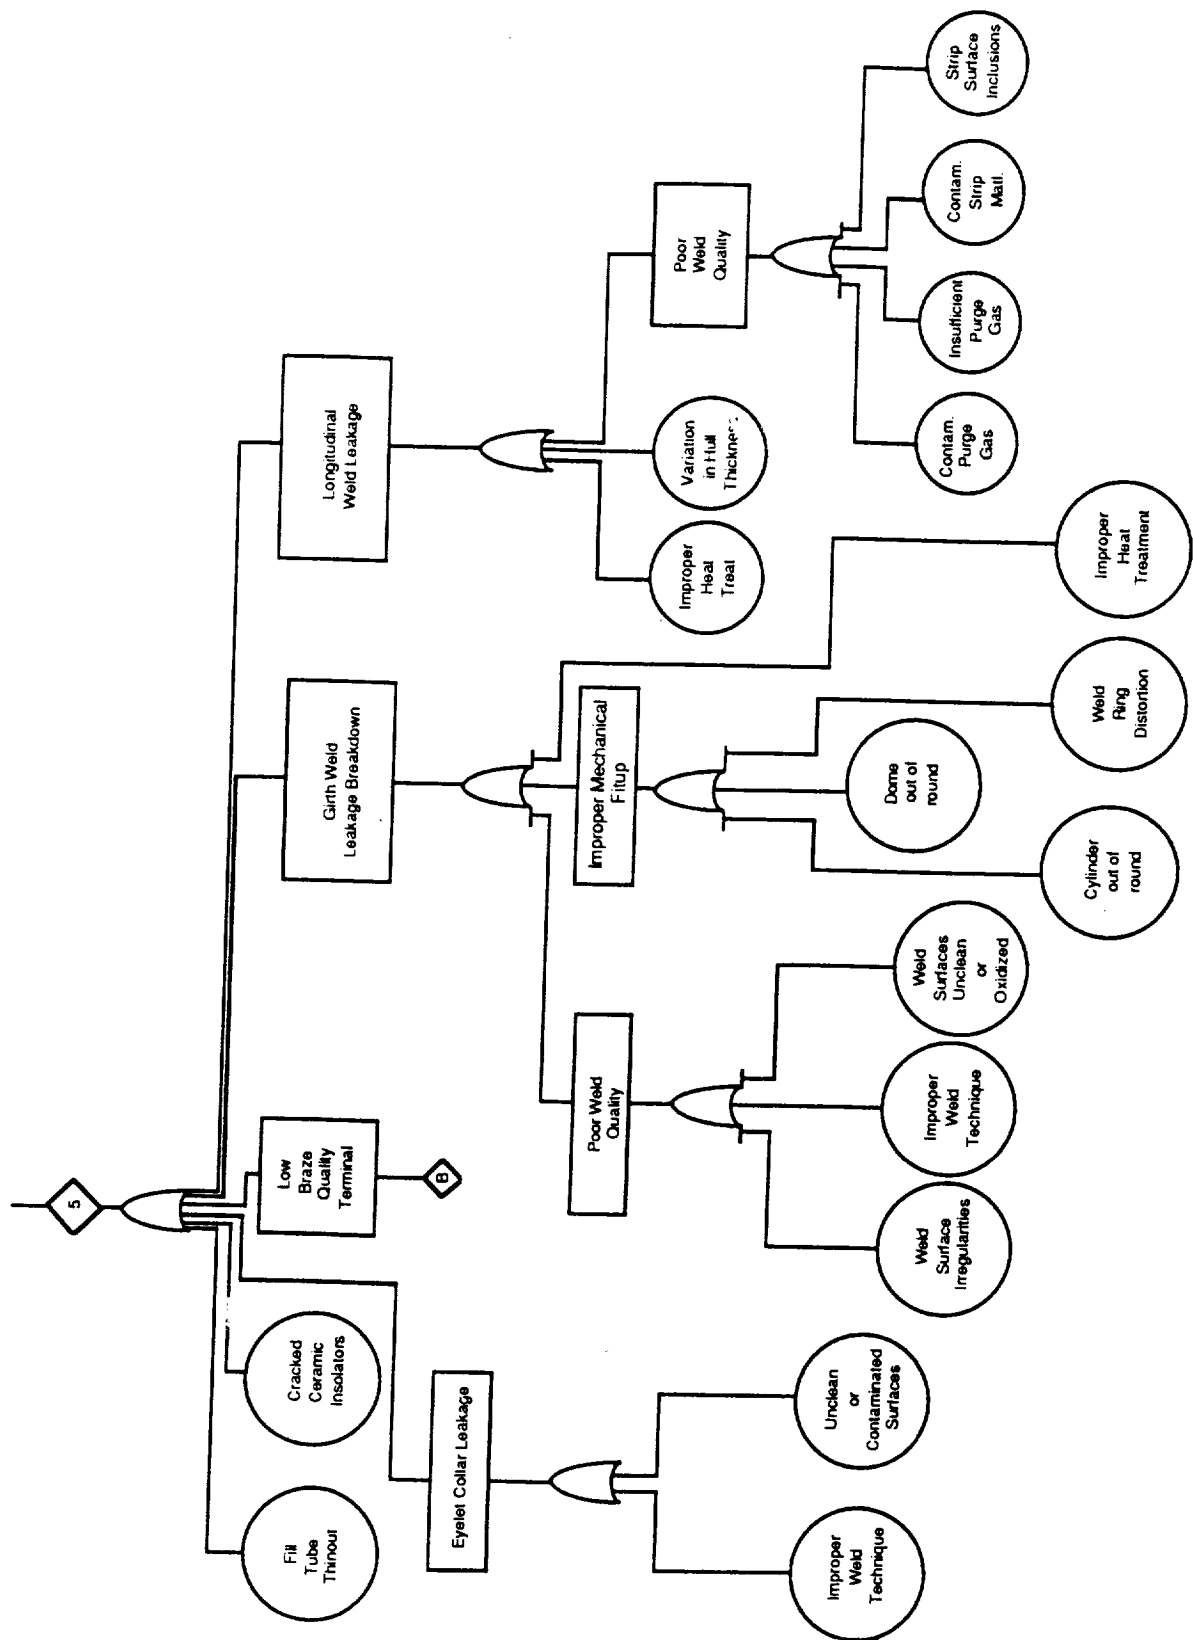 5
Fill
Tube
Thinout
Cracked
Ceramic
Insolators
Low
Braze
Quality
Terminal
B
Girth Weld
Leakage Breakdown
Longitudinal
Weld Leakage
Eyelet Collar Leakage
Improper
Weld
Technique
Unclean
or
Contaminated
Surfaces
Poor Weld
Quality
Weld
Surface
Irregularities
Improper
Weld
Technique
Weld
Surfaces
Unclean
or
Oxidized
Improper Mechanical
Fitup
Cylinder
out of
round
Dome
out of
round
Weld
Ring
Distortion
Improper
Heat
Treatment
Improper
Heat
Treat
Variation
in Hull
Thickness
Poor
Weld
Quality
Contam.
Purge
Gas
Insufficient
Purge
Gas
Contam.
Strip
Matl.
Strip
Surface
Inclusions